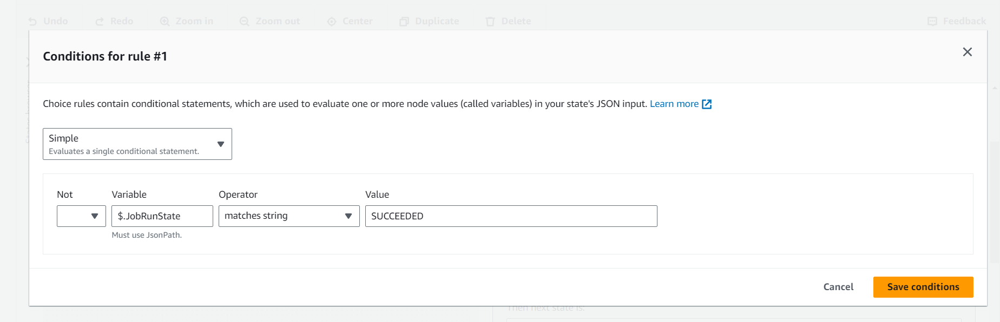 Undo Redo Zoom in Zoom out Center Duplicate Delete Feedback
Conditions for rule #1
Choice rules contain conditional statements, which are used to evaluate one or more node values (called variables) in your state's JSON input. Learn more
Simple
Evaluates a single conditional statement.
Not Variable Operator Value
$.JobRunState matches string SUCCEEDED
Must use JsonPath.
Cancel Save conditions
Then next state is: